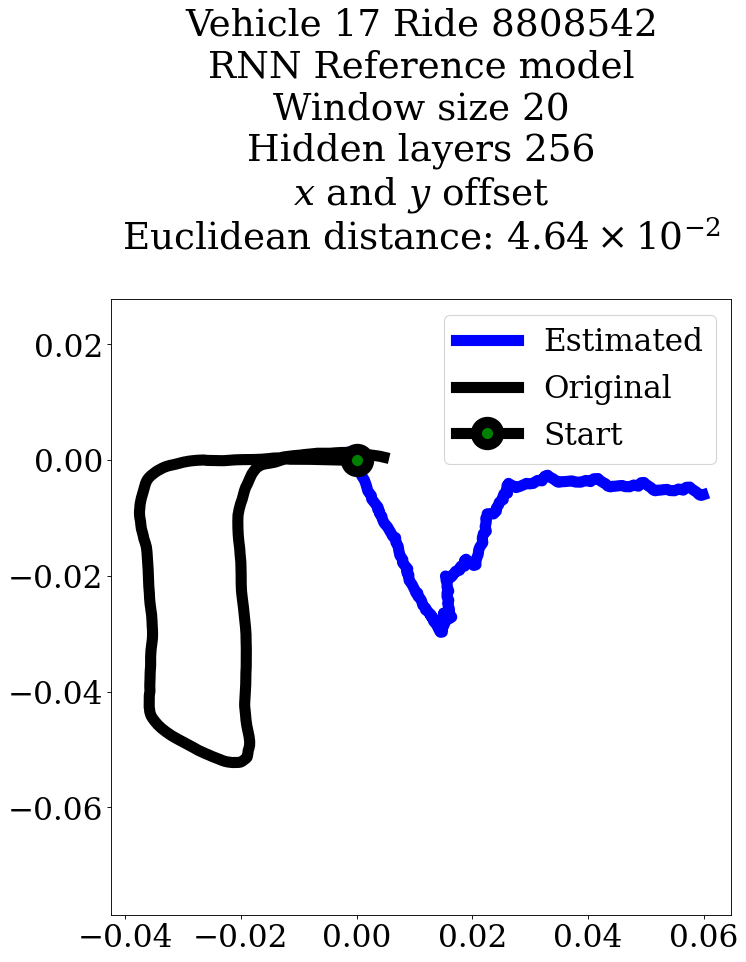 Vehicle 17 Ride 8808542
RNN Reference model
Window size 20
Hidden layers 256
x and y offset
Euclidean distance: 4.64 × 10⁻²
Estimated
Original
Start
0.02
0.00
−0.02
−0.04
−0.06
−0.04 −0.02 0.00 0.02 0.04 0.06